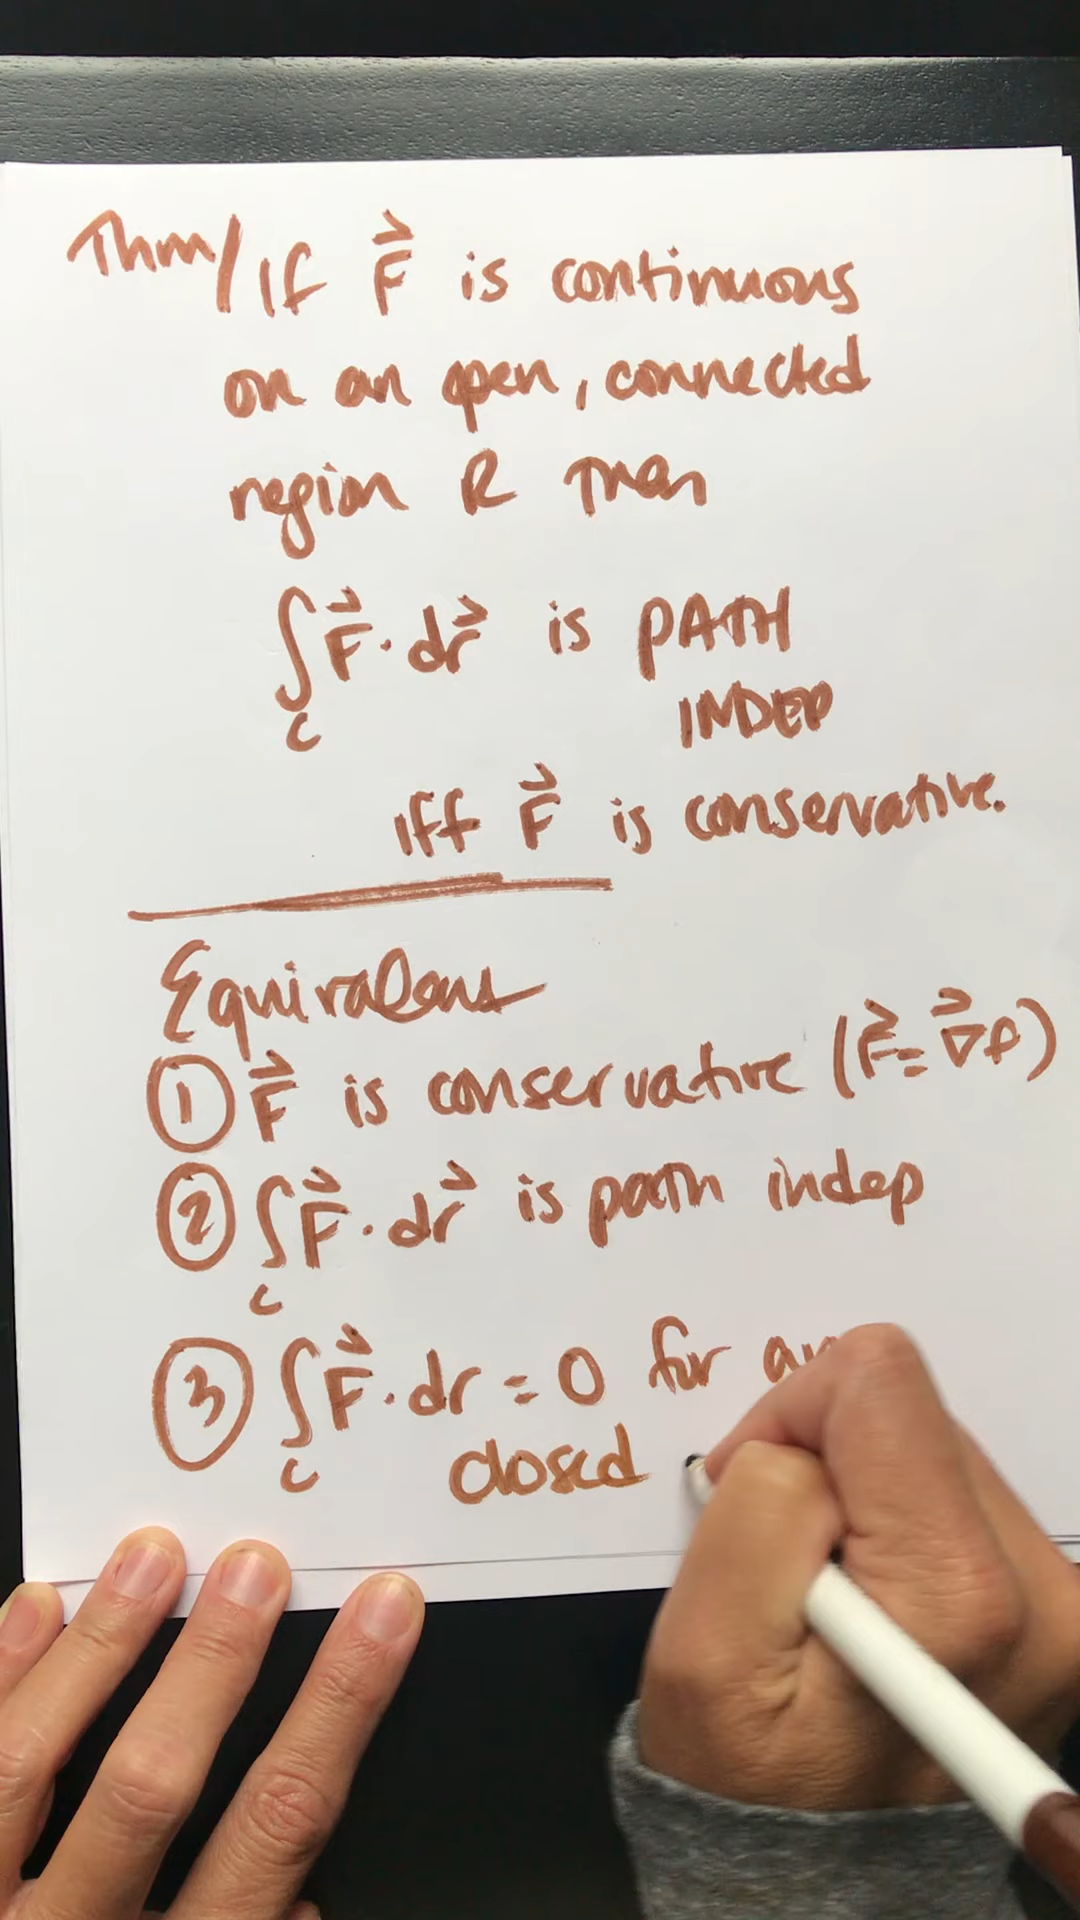 Thm/ If F⃗ is continuous
on an open, connected
region R then
∫ F⃗ · dr⃗ is PATH
C INDEP
iff F⃗ is conservative.
Equivalent
① F⃗ is conservative (F⃗ = ∇⃗f)
② ∫ F⃗ · dr⃗ is path indep
C
③ ∫ F⃗ · dr = 0 for
C closed